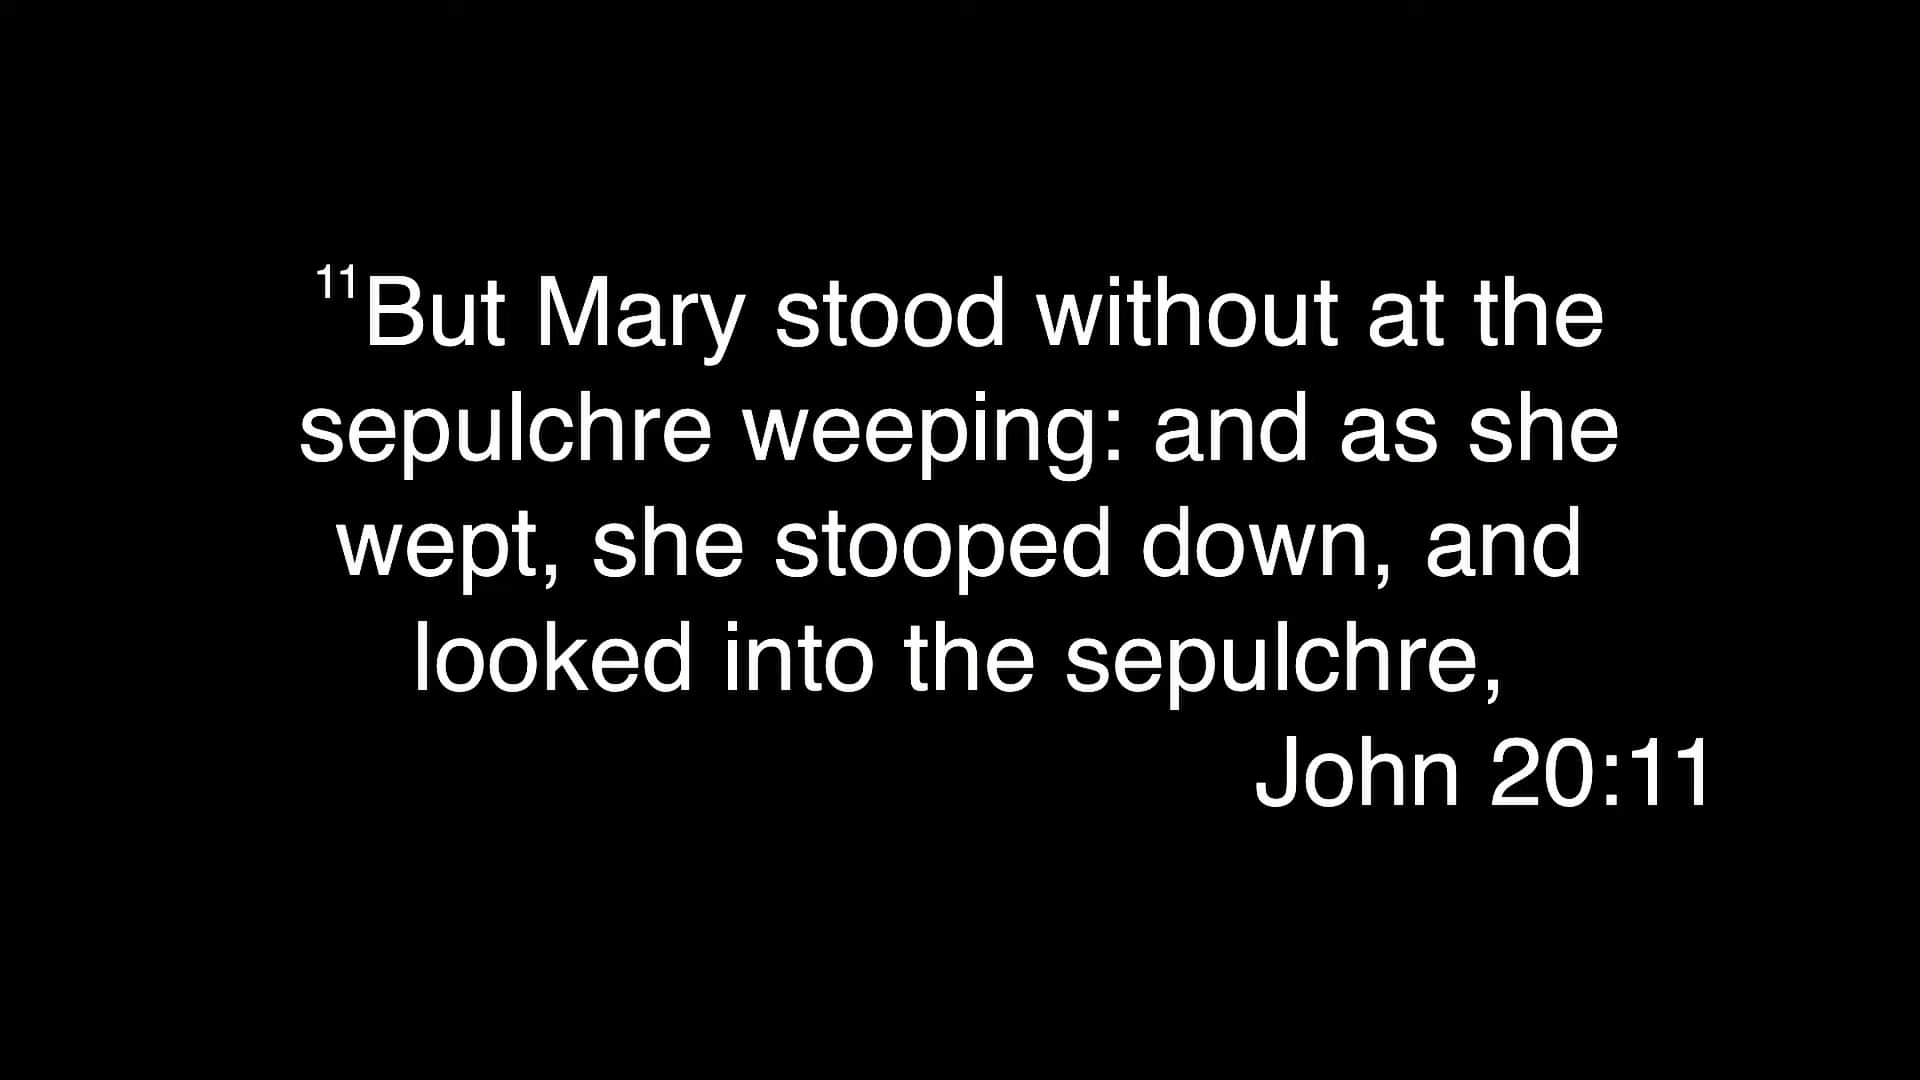 ¹¹But Mary stood without at the
sepulchre weeping: and as she
wept, she stooped down, and
looked into the sepulchre,
John 20:11